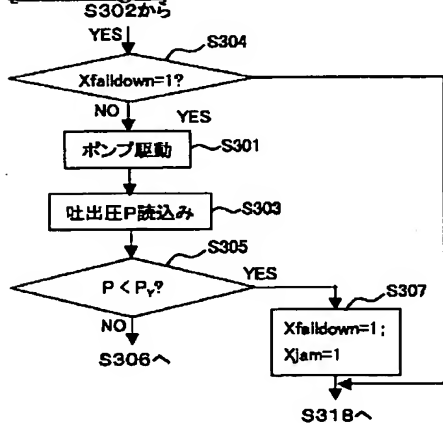 S302から
YES
S304
Xfaildown=1?
NO
YES
ポンプ駆動
S301
吐出圧P読込み
S303
S305
P < PY?
YES
S307
NO
Xfaildown=1;
Xjam=1
S306へ
S318へ